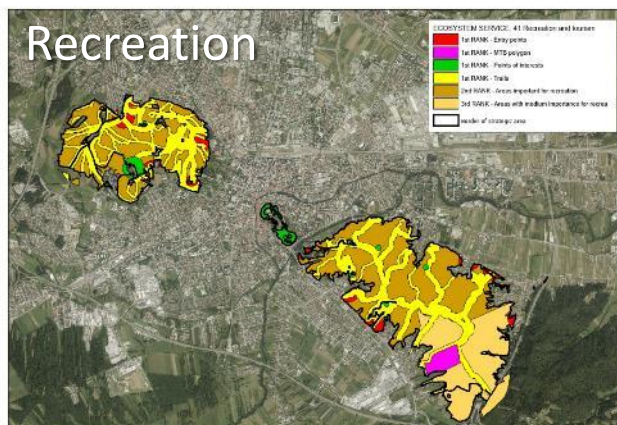 Recreation
ECOSYSTEM SERVICE: 41 Recreation and tourism
1st RANK - Entry points
1st RANK - MTB polygon
1st RANK - Points of interests
1st RANK - Trails
2nd RANK - Areas important for recreation
3rd RANK - Areas with medium importance for recrea
border of strategic area